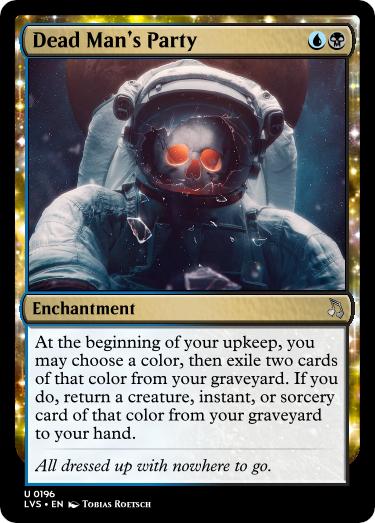 Dead Man's Party
Enchantment
At the beginning of your upkeep, you
may choose a color, then exile two cards
of that color from your graveyard. If you
do, return a creature, instant, or sorcery
card of that color from your graveyard
to your hand.
All dressed up with nowhere to go.
U 0196
LVS • EN Tobias Roetsch